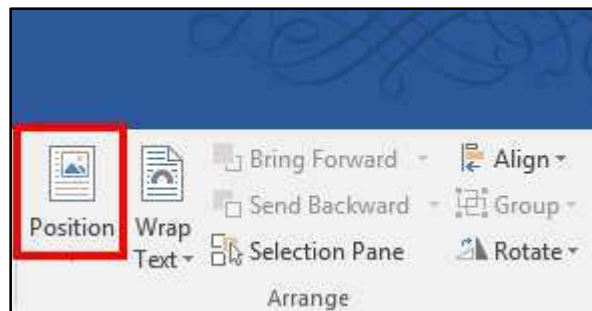 Position
Wrap
Text
Bring Forward
Send Backward
Selection Pane
Align
Group
Rotate
Arrange